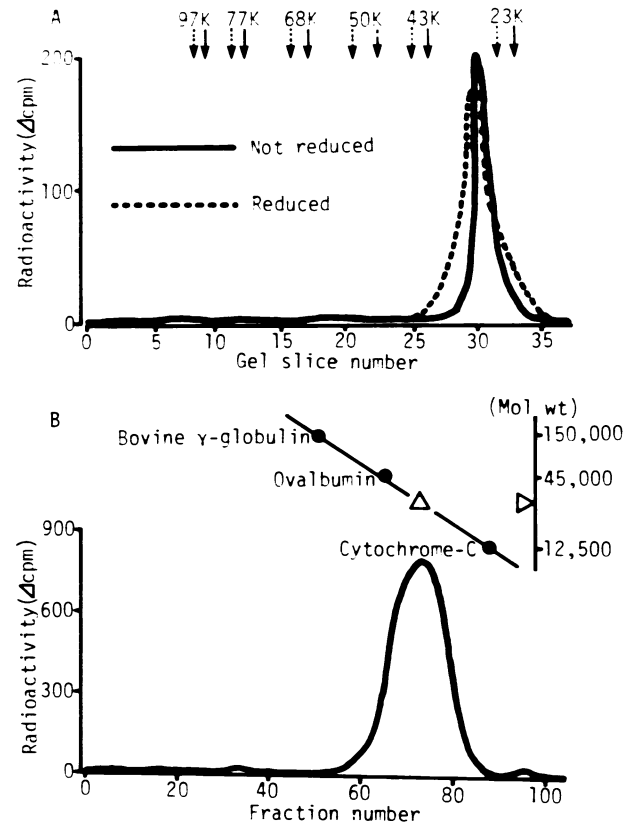 A
97K 77K 68K 50K 43K 23K
Radioactivity(Δcpm)
200
100
0
Not reduced
Reduced
0 5 10 15 20 25 30 35
Gel slice number
B
(Mol wt)
Bovine γ-globulin
150,000
Ovalbumin
45,000
Cytochrome-C
12,500
Radioactivity(Δcpm)
900
600
300
0
0 20 40 60 80 100
Fraction number